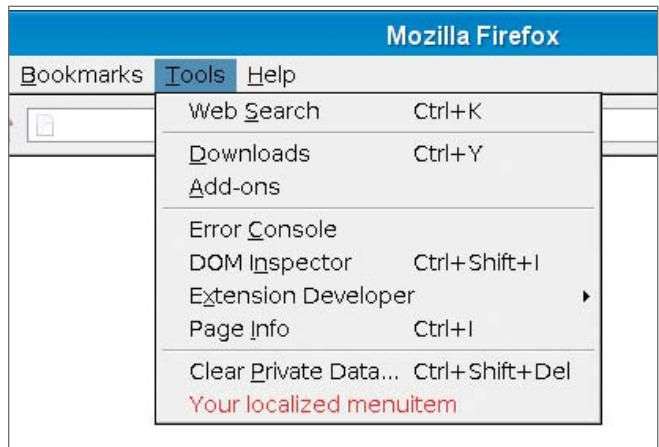 Mozilla Firefox
Bookmarks Tools Help
Web Search Ctrl+K
Downloads Ctrl+Y
Add-ons
Error Console
DOM Inspector Ctrl+Shift+I
Extension Developer
Page Info Ctrl+I
Clear Private Data... Ctrl+Shift+Del
Your localized menuitem